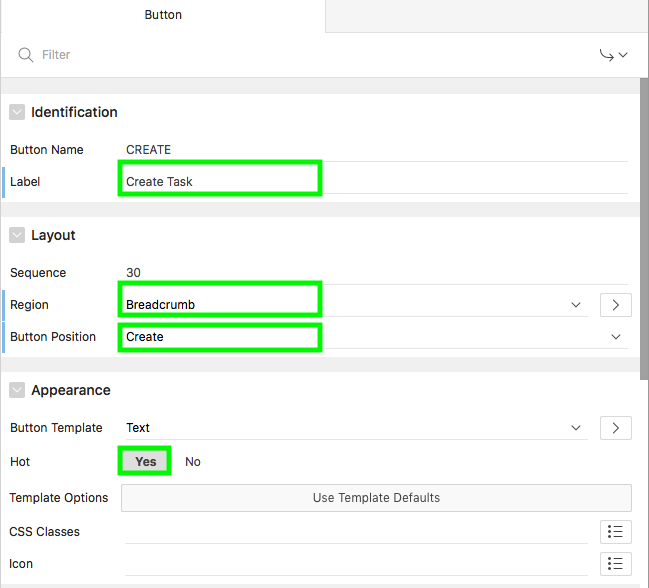 Button
Filter
Identification
Button Name CREATE
Label Create Task
Layout
Sequence 30
Region Breadcrumb
Button Position Create
Appearance
Button Template Text
Hot Yes No
Template Options Use Template Defaults
CSS Classes
Icon